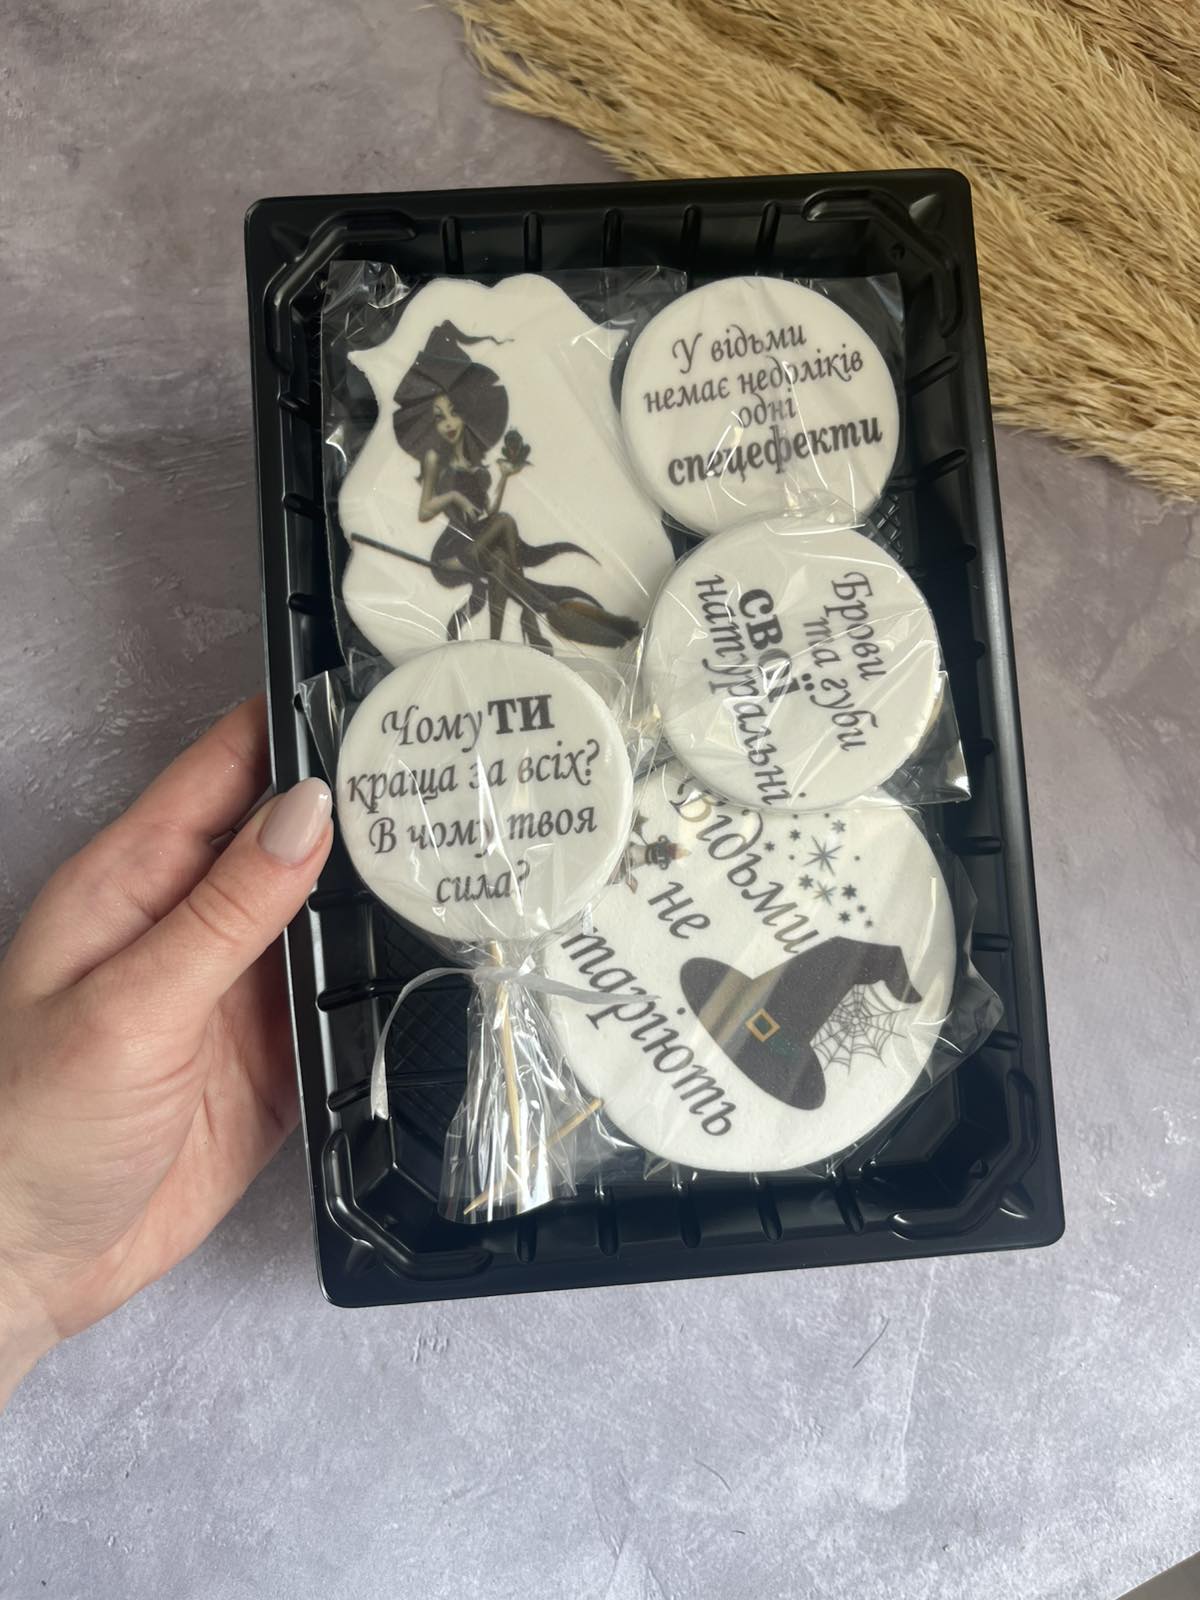 У відьми
немає недоліків
одні
спецефекти
Брови
та губи
свої
натуральні
Чому ТИ
краща за всіх?
В чому твоя
сила?
Відьми
не
таріють